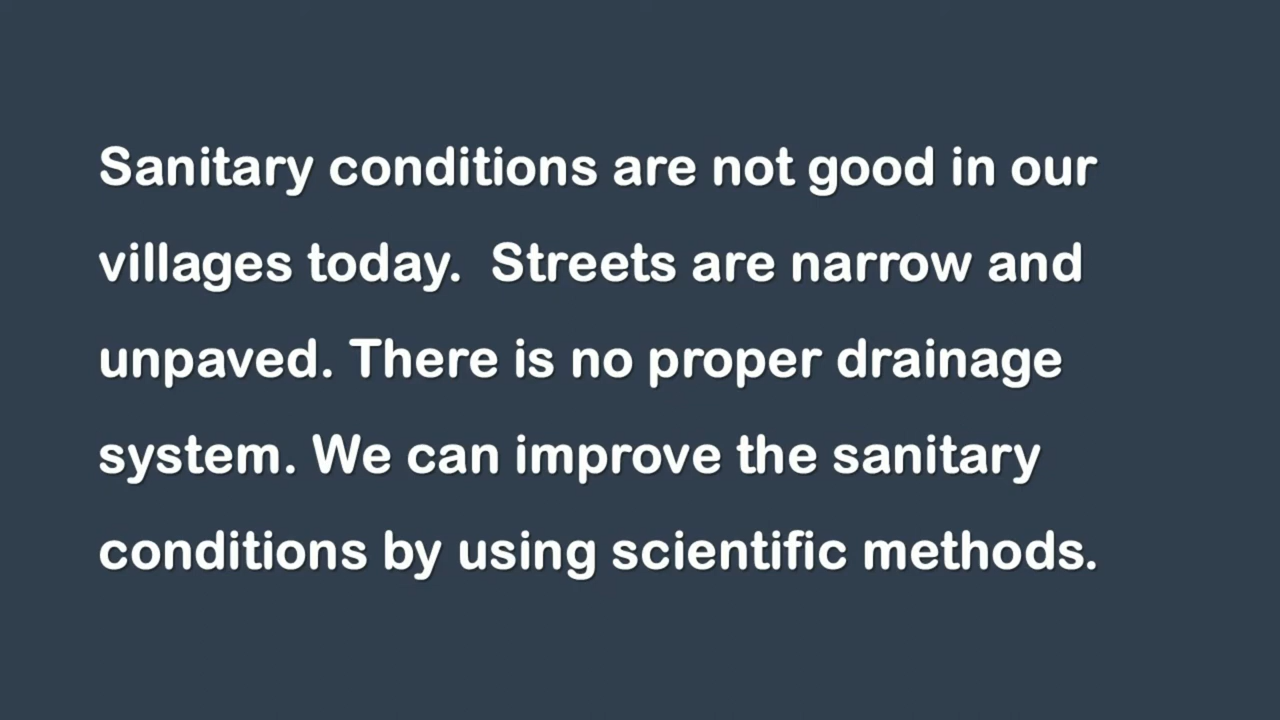 Sanitary conditions are not good in our
villages today.  Streets are narrow and
unpaved. There is no proper drainage
system. We can improve the sanitary
conditions by using scientific methods.